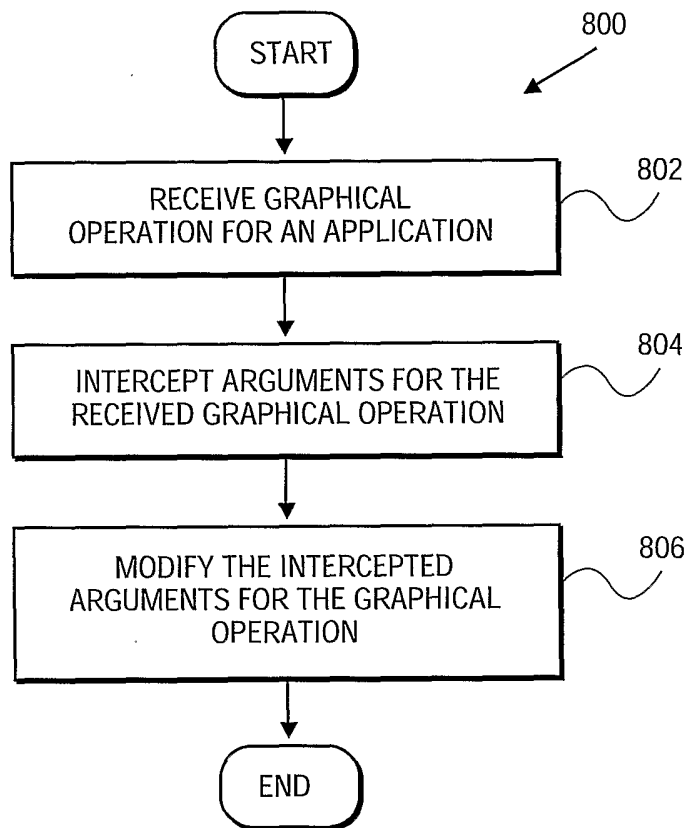 START
800
RECEIVE GRAPHICAL
OPERATION FOR AN APPLICATION
802
INTERCEPT ARGUMENTS FOR THE
RECEIVED GRAPHICAL OPERATION
804
MODIFY THE INTERCEPTED
ARGUMENTS FOR THE GRAPHICAL
OPERATION
806
END